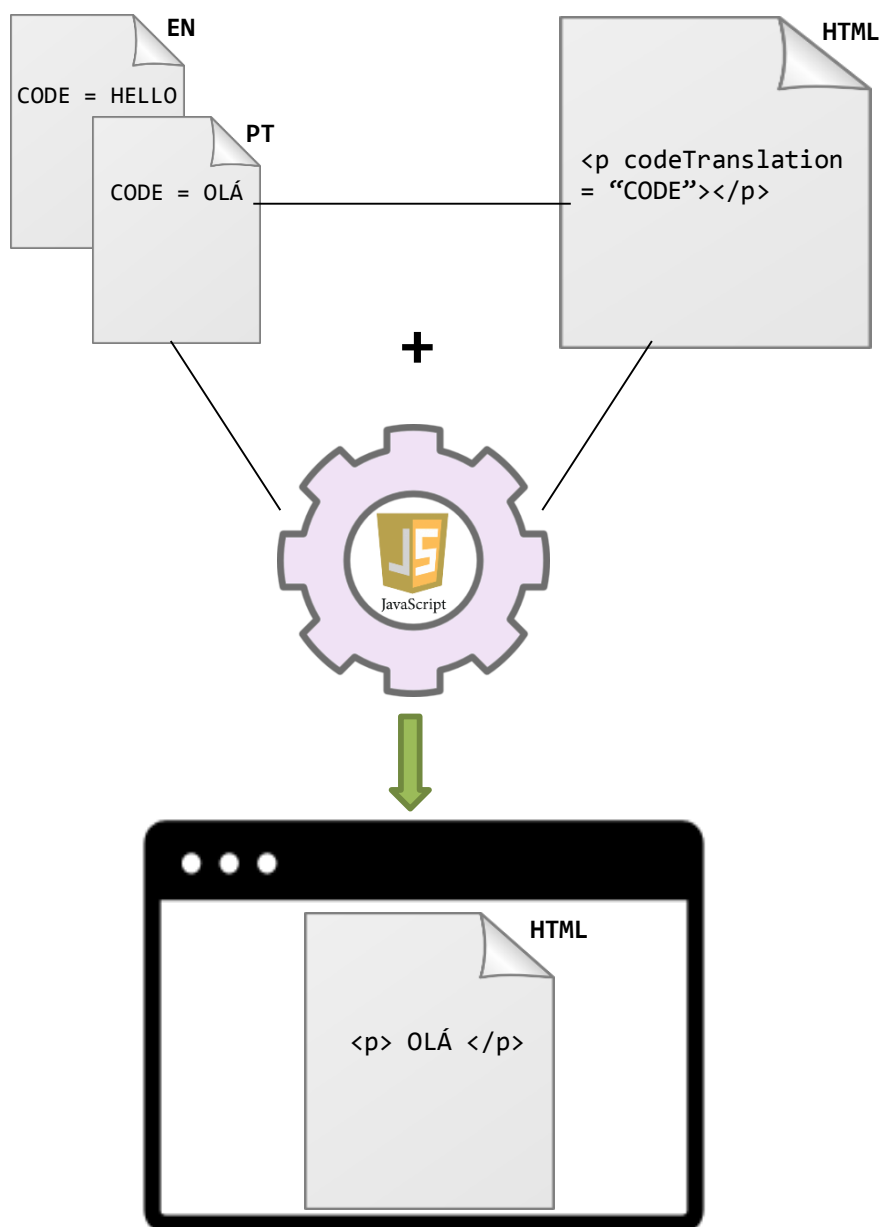 EN
CODE = HELLO
PT
CODE = OLÁ
HTML
<p codeTranslation
= “CODE”></p>
+
JS
JavaScript
HTML
<p> OLÁ </p>